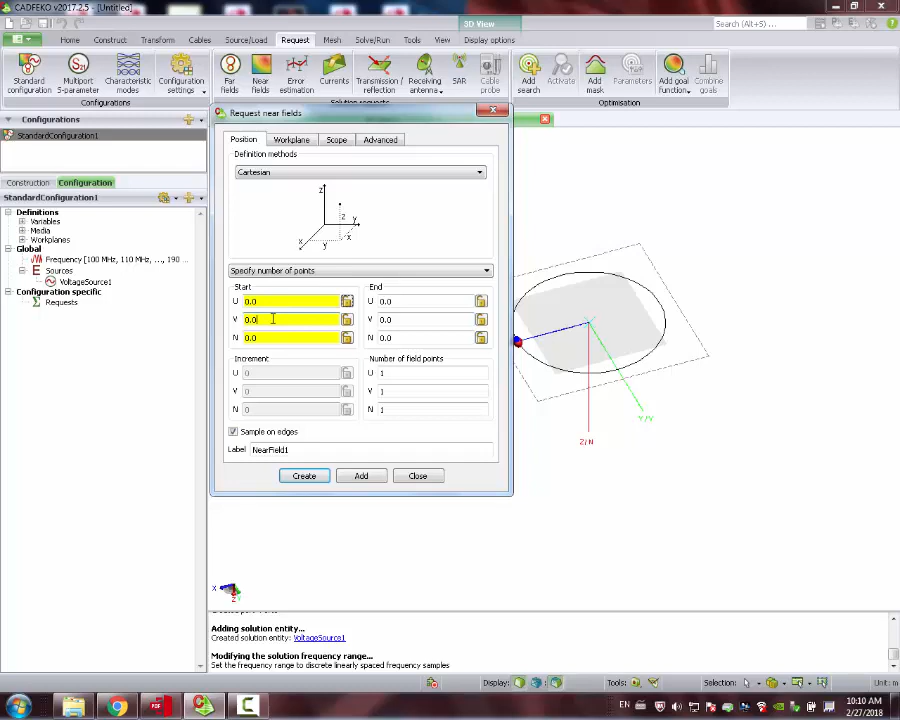 CADFEKO v2017.2.5 - [Untitled]
3D View
Search (Alt+S) . . .
Home Construct Transform Cables Source/Load Request Mesh Solve/Run Tools View Display options
Standard configuration
Multiport S-parameter
Characteristic modes
Configuration settings
Far fields
Near fields
Error estimation
Currents
Transmission / reflection
Receiving antenna
SAR
Cable probe
Add search
Activate
Add mask
Parameters
Add goal function
Combine goals
Configurations
Solution requests
Optimisation
Configurations
StandardConfiguration1
Construction Configuration
StandardConfiguration1
Definitions
Variables
Media
Workplanes
Global
Frequency [100 MHz, 110 MHz, ... 190 ...
Sources
VoltageSource1
Configuration specific
Requests
Request near fields
Position Workplane Scope Advanced
Definition methods
Cartesian
z
z
y
x
y
x
Specify number of points
Start End
U 0.0 U 0.0
V 0.0 V 0.0
N 0.0 N 0.0
Increment Number of field points
U 0 U 1
V 0 V 1
N 0 N 1
Sample on edges
Label NearField1
Create Add Close
Y/V
Z/N
X
Z
Adding solution entity...
Created solution entity: VoltageSource1
Modifying the solution frequency range...
Set the frequency range to discrete linearly spaced frequency samples
Display: Tools: Selection: Unit: m
PDF
EN
10:10 AM
2/27/2018